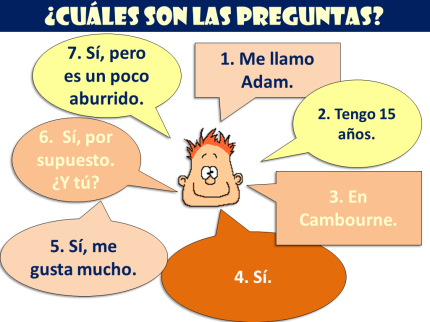 ¿CUÁLES SON LAS PREGUNTAS?
1. Me llamo
Adam.
2. Tengo 15
años.
3. En
Cambourne.
4. Sí.
5. Sí, me
gusta mucho.
6. Sí, por
supuesto.
¿Y tú?
7. Sí, pero
es un poco
aburrido.